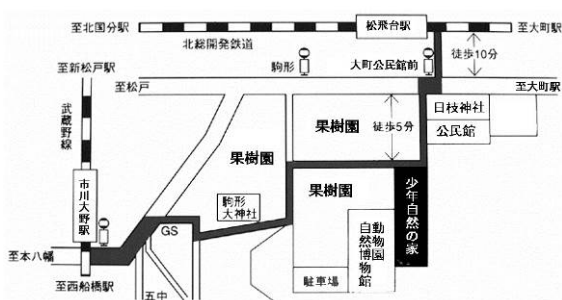 至北国分駅
松飛台駅
至大町駅
北総開発鉄道
徒歩10分
至新松戸駅
駒形
大町公民館前
至松戸
至大町駅
武蔵野線
果樹園
徒歩5分
日枝神社
公民館
果樹園
果樹園
少年自然の家
市川大野駅
駒形
大神社
動物園
自然博物館
GS
至本八幡
駐車場
至西船橋駅
五中